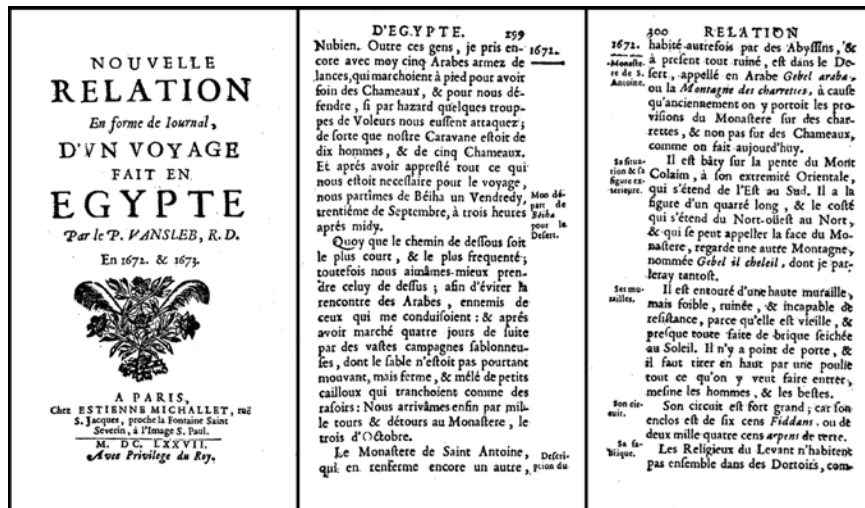 NOUVELLE
RELATION
En forme de Iournal,
D'VN VOYAGE
FAIT EN
EGYPTE
Par le P. VANSLEB, R. D.
En 1672. & 1673.
A PARIS,
Chez ESTIENNE MICHALLET, ruë
S. Jacques, proche la Fontaine Saint
Severin, à l'Image S. Paul.
M. DC. LXXVII.
Avec Privilege du Roy.
D'EGYPTE. 299
Nubien. Outre ces gens, je pris en- 1672.
core avec moy cinq Arabes armez de
lances, qui marchoient à pied pour avoir
ſoin des Chameaux, & pour nous dé-
fendre, ſi par hazard quelques troup-
pes de Voleurs nous euſſent attaquez;
de ſorte que noſtre Caravane eſtoit de
dix hommes, & de cinq Chameaux.
Et aprés avoir appreſté tout ce qui
nous eſtoit neceſſaire pour le voyage,
nous partîmes de Béiha un Vendredy,
trentiéme de Septembre, à trois heures
aprés midy.
Mon dé-
part de
Béiha
pour le
Deſert.
Quoy que le chemin de deſſous ſoit
le plus court, & le plus frequenté;
toutefois nous aimâmes-mieux pren-
dre celuy de deſſus; afin d'éviter la
rencontre des Arabes, ennemis de
ceux qui me conduiſoient: & aprés
avoir marché quatre jours de ſuite
par des vaſtes campagnes ſablonneu-
ſes, dont le ſable n'eſtoit pas pourtant
mouvant, mais ferme, & mélé de petits
cailloux qui tranchoient comme des
raſoirs: Nous arrivâmes enfin par mil-
le tours & détours au Monaſtere, le
trois d'Octobre.
Le Monaſtere de Saint Antoine,
qui en renferme encore un autre,
Deſcri-
ption du
300 RELATION
1672.
Monaſte-
re de S.
Antoine.
habité autrefois par des Abyſſins, &
à preſent tout ruiné, eſt dans le De-
ſert, appellé en Arabe Gebel araba,
ou la Montagne des charrettes, à cauſe
qu'anciennement on y portoit les pro-
viſions du Monaſtere ſur des char-
rettes, & non pas ſur des Chameaux,
comme on fait aujourd'huy.
Sa ſitua-
tion & ſa
figure ex-
terieure.
Il eſt bâty sur la pente du Mont
Colaim, à ſon extremité Orientale,
qui s'étend de l'Eſt au Sud. Il a la
figure d'un quarré long, & le coſté
qui s'étend du Nort-oüeſt au Nort,
& qui ſe peut appeller la face du Mo-
naſtere, regarde une autre Montagne,
nommée Gebel il cheleil, dont je par-
leray tantoſt.
Ses mu-
railles.
Il eſt entouré d'une haute muraille,
mais foible, ruinée, & incapable de
reſiſtance, parce qu'elle eſt vieille, &
preſque toute faite de brique ſeichée
au Soleil. Il n'y a point de porte, &
il faut tirer en haut par une poulie
tout ce qu'on y veut faire entrer,
meſme les hommes, & les beſtes.
Son cir-
cuit.
Son circuit eſt fort grand; car ſon
enclos eſt de ſix cens Fiddans. ou de
deux mille quatre cens arpens de terre.
Sa fa-
brique.
Les Religieux du Levant n'habitent
pas enſemble dans des Dortoirs, com-